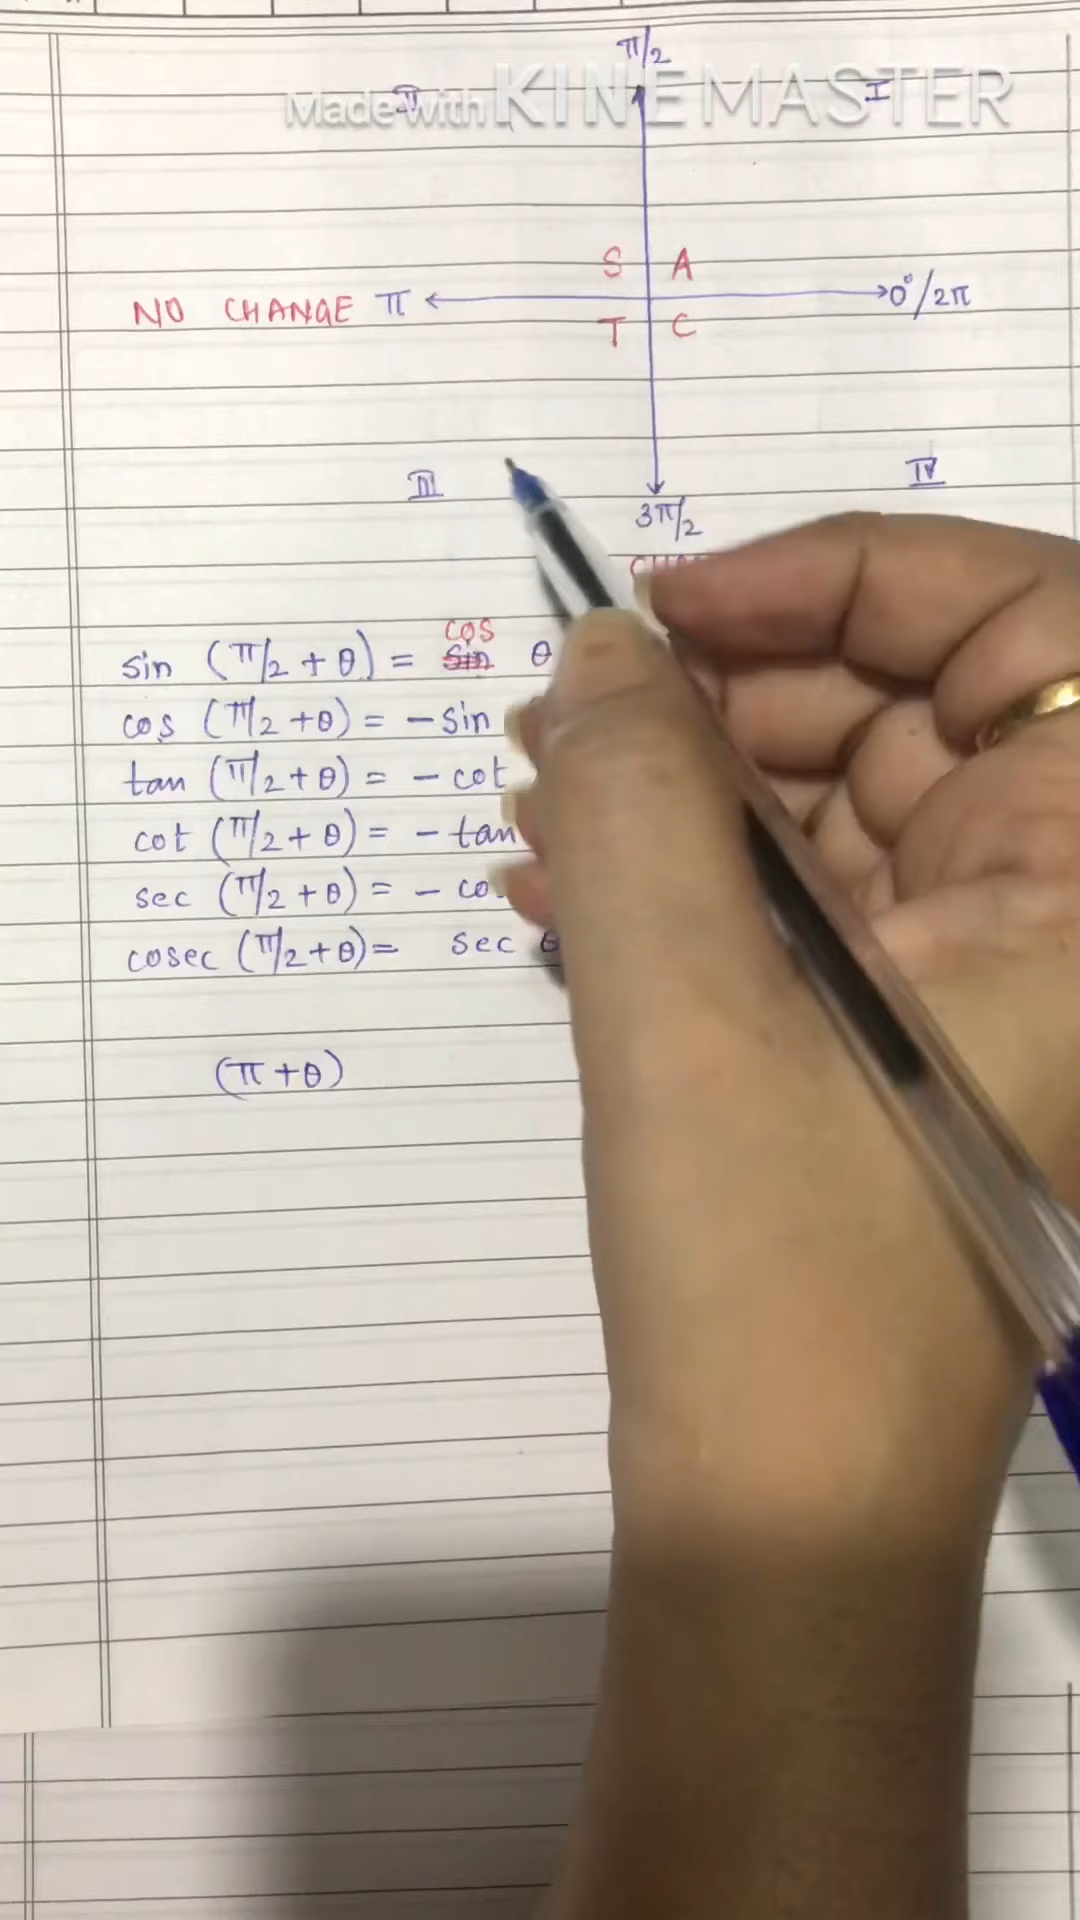 π/2
Made with KINEMASTER
II I
S A
NO CHANGE π 0°/2π
T C
III IV
3π/2
cos
sin (π/2 + θ) = sin θ
cos (π/2 + θ) = - sin
tan (π/2 + θ) = - cot
cot (π/2 + θ) = - tan
sec (π/2 + θ) = - co
cosec (π/2 + θ) = sec θ
(π + θ)